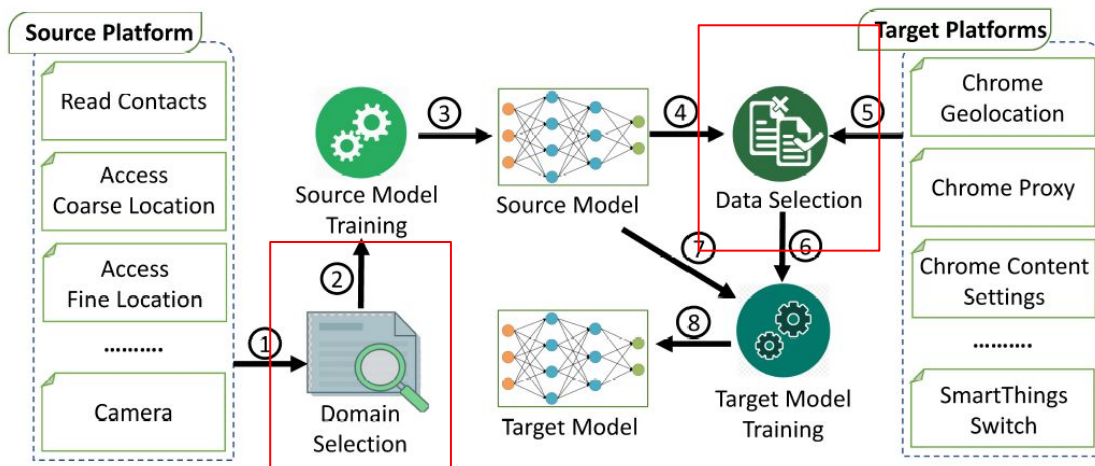 Source Platform
Read Contacts
Access
Coarse Location
Access
Fine Location
..........
Camera
①
Domain
Selection
②
Source Model
Training
③
Source Model
④
Data Selection
⑤
⑥
⑦
Target Model
Training
⑧
Target Model
Target Platforms
Chrome
Geolocation
Chrome Proxy
Chrome Content
Settings
..........
SmartThings
Switch